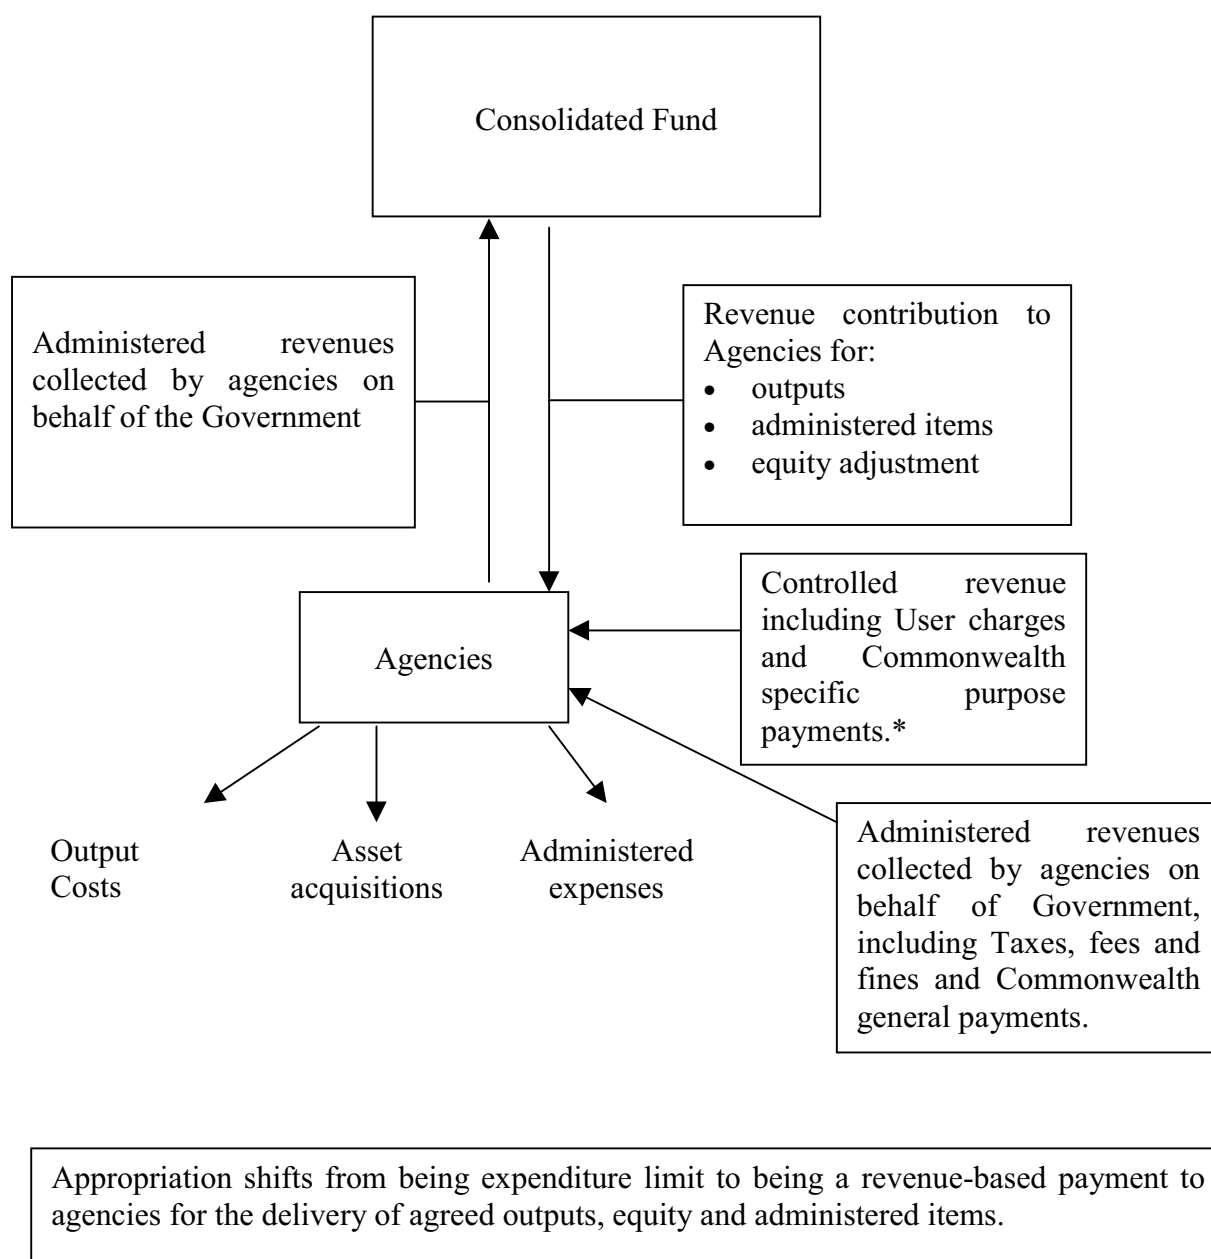 Consolidated Fund
Administered revenues
collected by agencies on
behalf of the Government
Revenue contribution to
Agencies for:
• outputs
• administered items
• equity adjustment
Controlled revenue
including User charges
and Commonwealth
specific purpose
payments.*
Agencies
Output
Costs
Asset
acquisitions
Administered
expenses
Administered revenues
collected by agencies on
behalf of Government,
including Taxes, fees and
fines and Commonwealth
general payments.
Appropriation shifts from being expenditure limit to being a revenue-based payment to
agencies for the delivery of agreed outputs, equity and administered items.